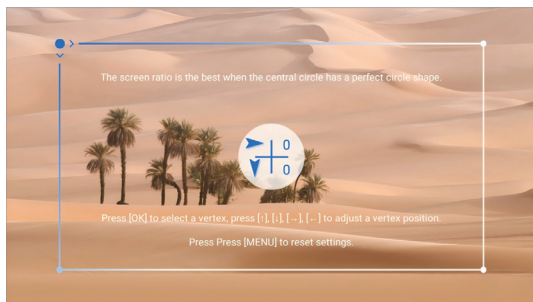 The screen ratio is the best when the central circle has a perfect circle shape.
0
0
Press [OK] to select a vertex, press [↑], [↓], [→], [←] to adjust a vertex position.
Press Press [MENU] to reset settings.